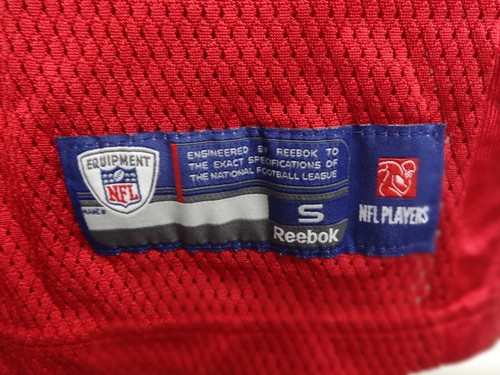 EQUIPMENT
NFL
ENGINEERED BY REEBOK TO
THE EXACT SPECIFICATIONS OF
THE NATIONAL FOOTBALL LEAGUE
S
Reebok
NFL PLAYERS